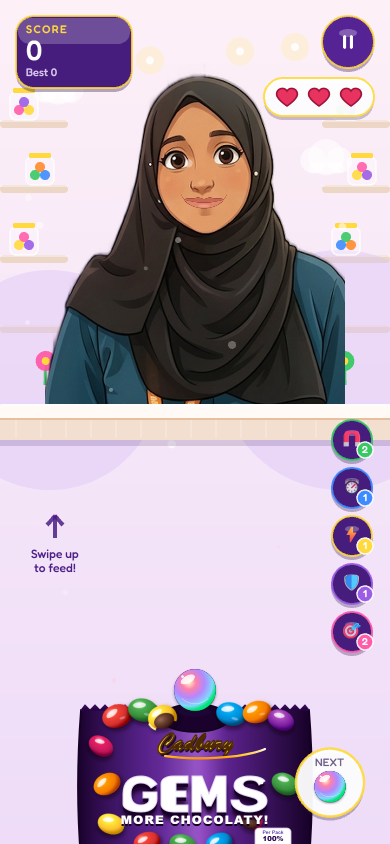 SCORE
0
Best 0
2
1
1
1
2
Swipe up
to feed!
Cadbury
NEXT
GEMS
MORE CHOCOLATY!
Per Pack
100%